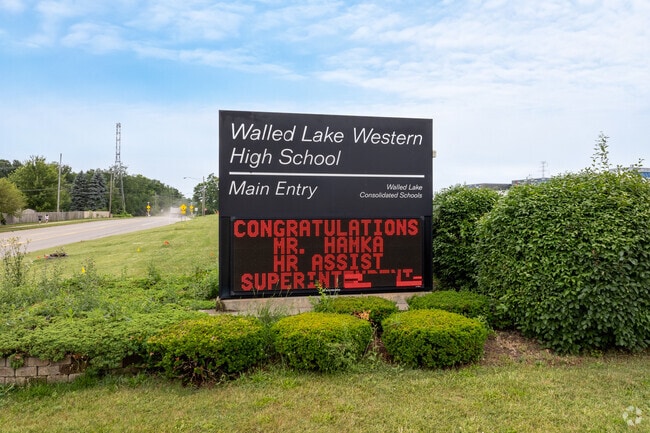 Walled Lake Western
High School
Main Entry
Walled Lake
Consolidated Schools
CONGRATULATIONS
MR. HAMKA
HR ASSIST